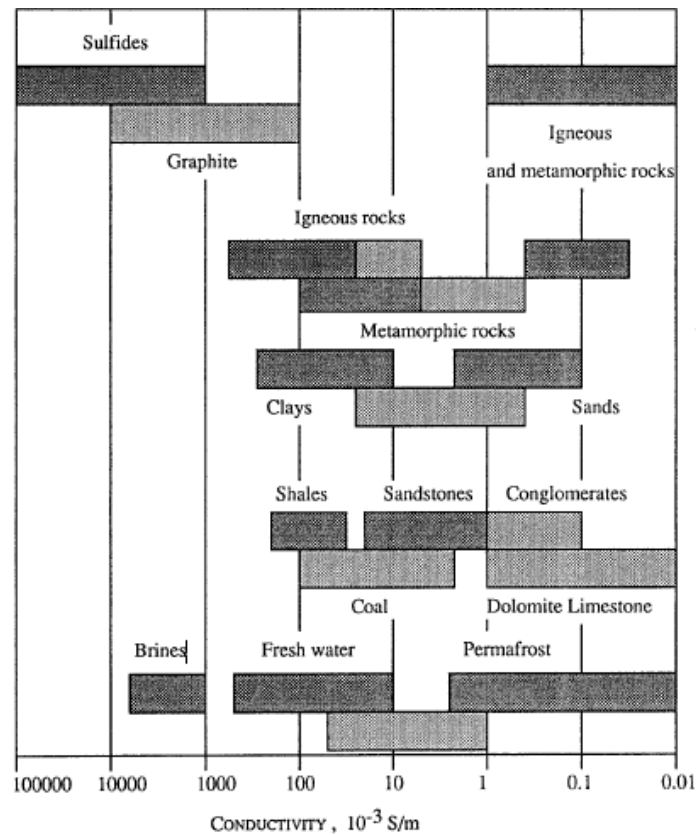 Sulfides
Graphite
Igneous
and metamorphic rocks
Igneous rocks
Metamorphic rocks
Clays
Sands
Shales
Sandstones
Conglomerates
Coal
Dolomite Limestone
Brines
Fresh water
Permafrost
100000 10000 1000 100 10 1 0.1 0.01
CONDUCTIVITY , 10-3 S/m